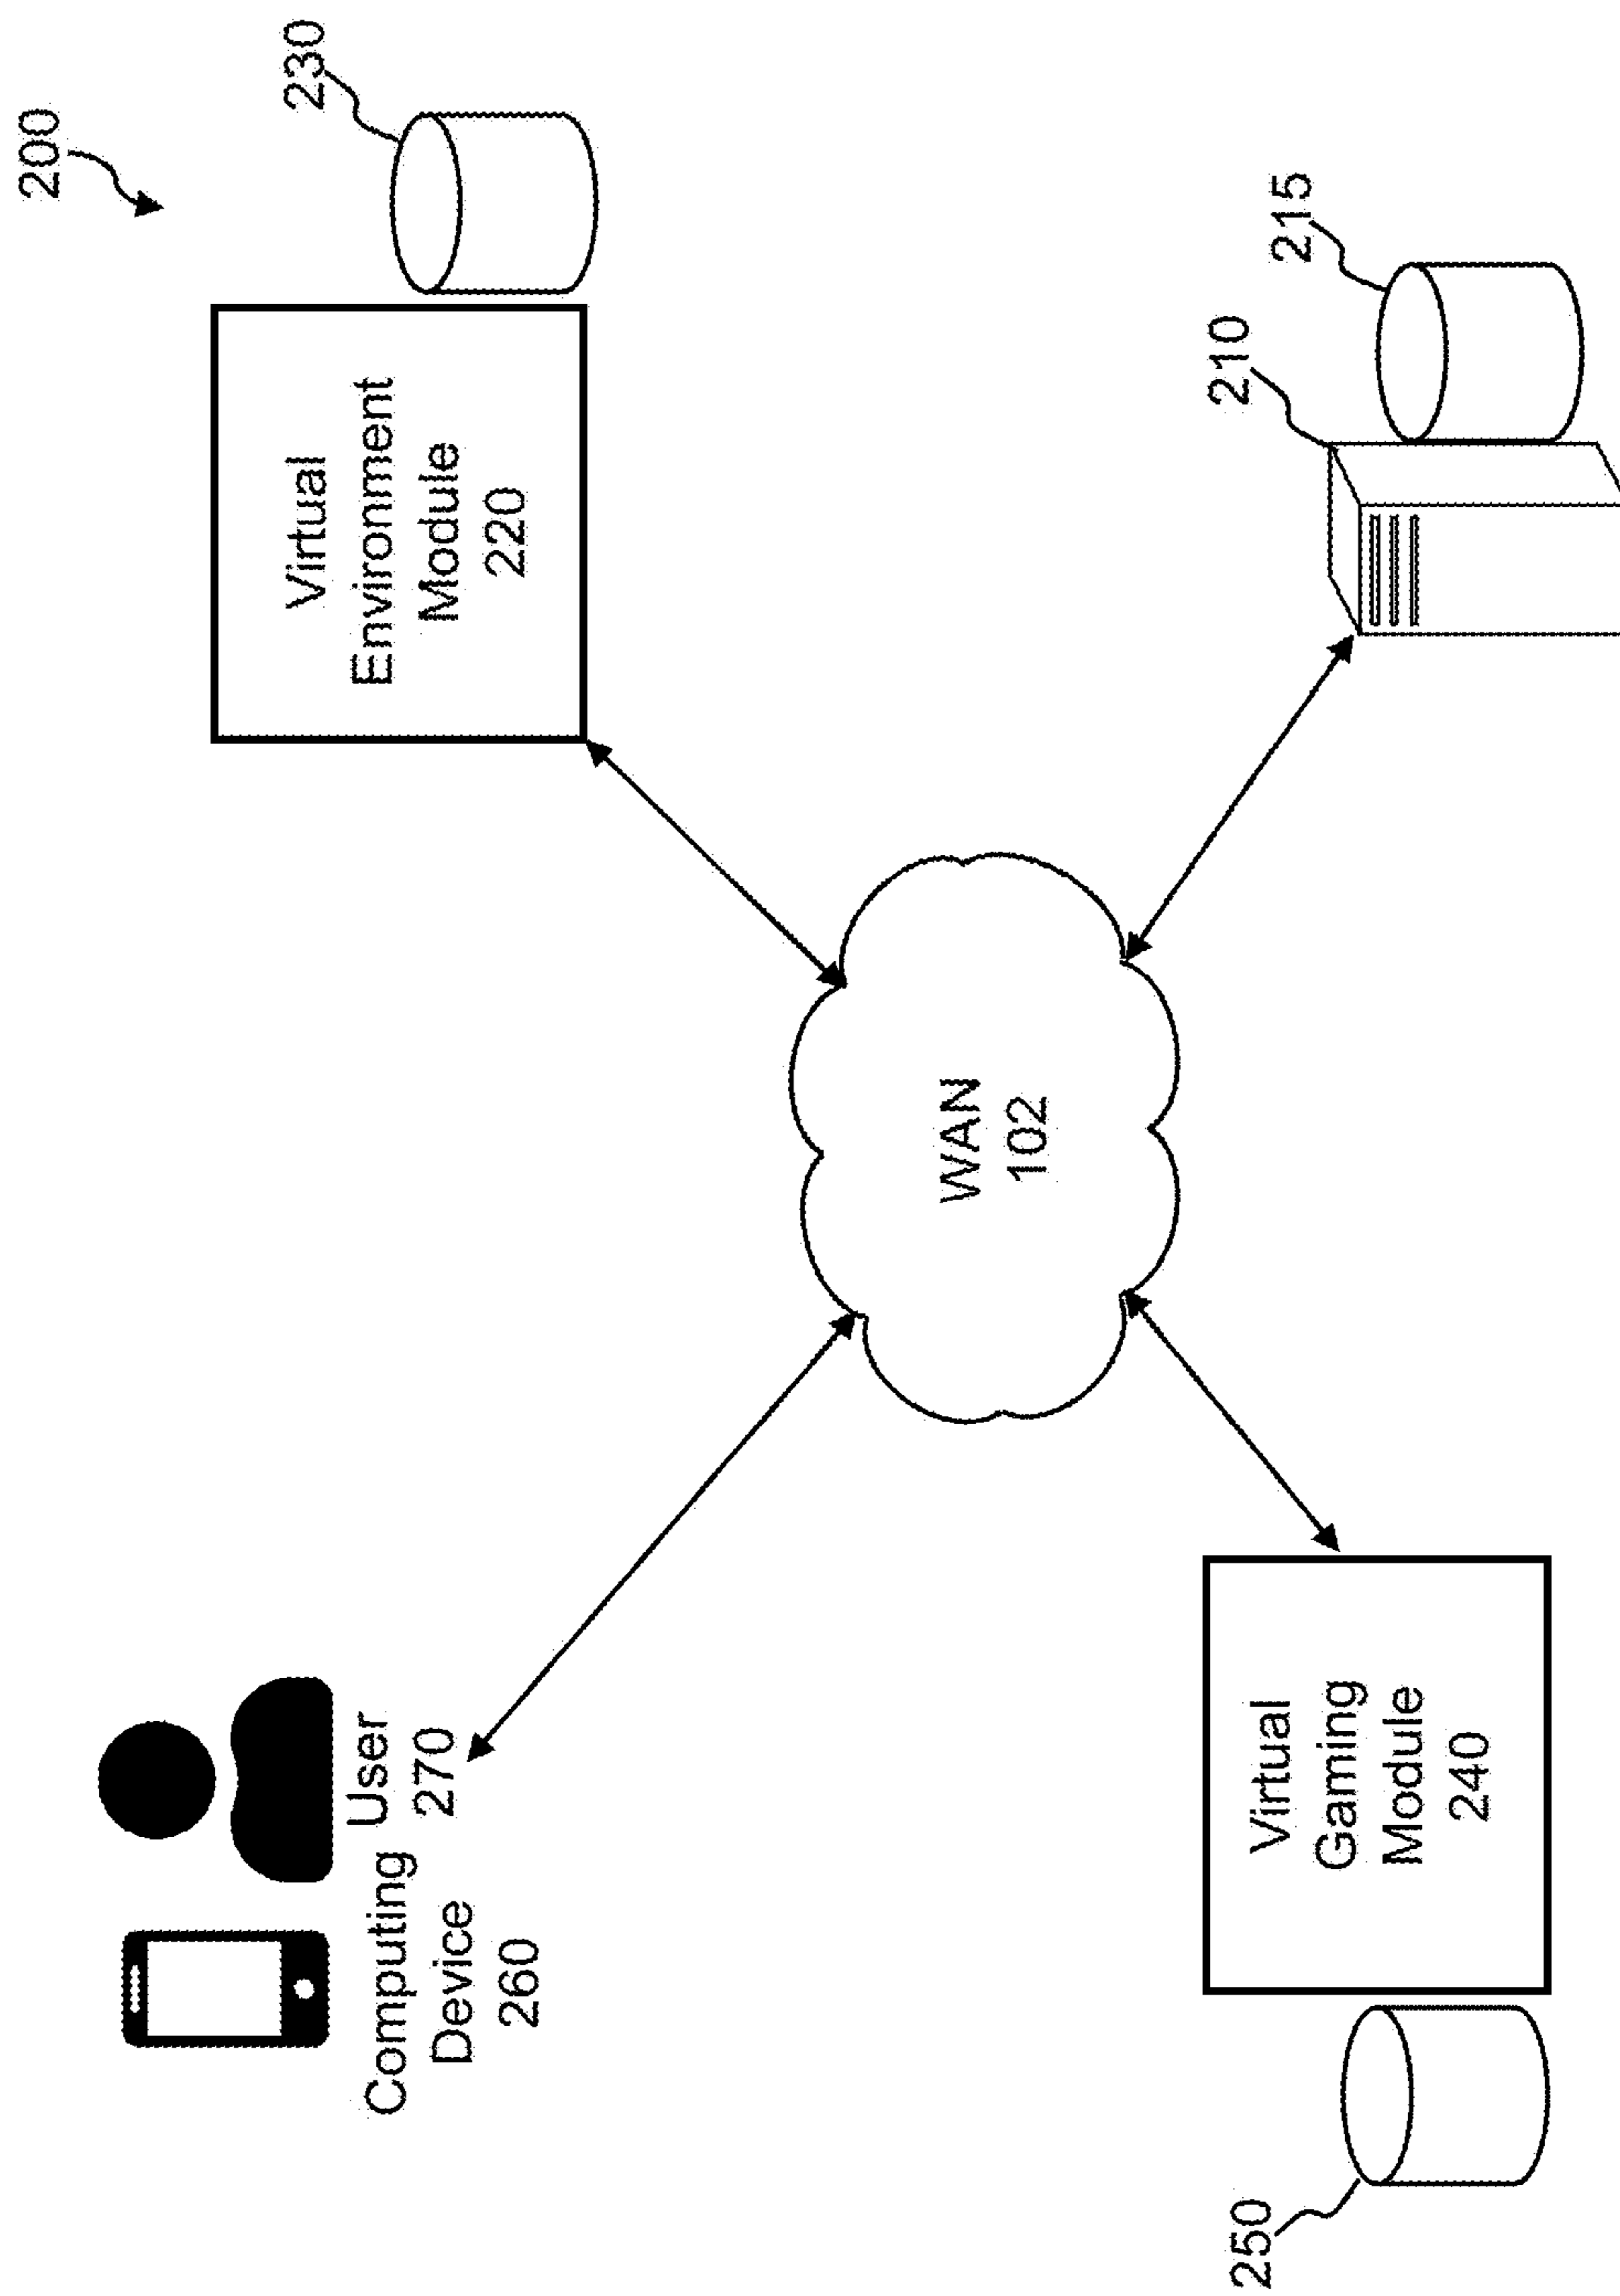 200
230
Virtual
Environment
Module
220
User
270
Computing
Device
260
WAN
102
210
215
Virtual
Gaming
Module
240
250